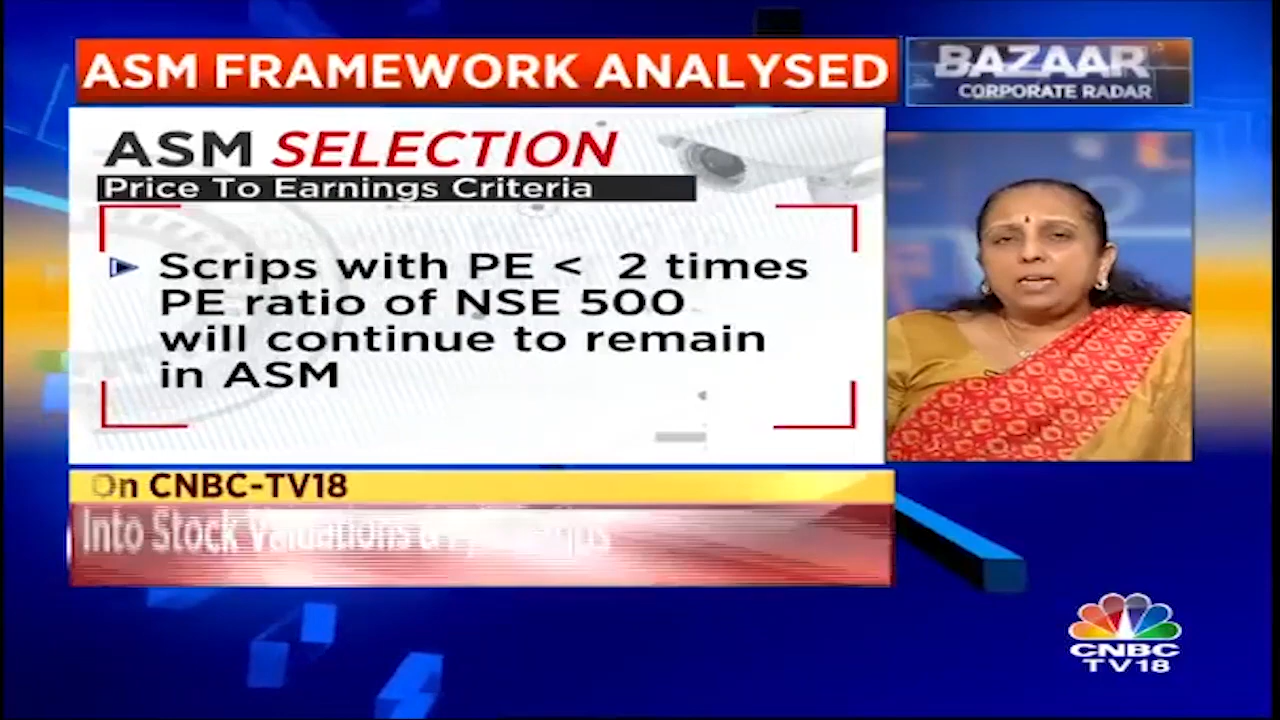 ASM FRAMEWORK ANALYSED
BAZAAR
CORPORATE RADAR
ASM SELECTION
Price To Earnings Criteria
Scrips with PE < 2 times
PE ratio of NSE 500
will continue to remain
in ASM
On CNBC-TV18
Into Stock Valuations
CNBC
TV18